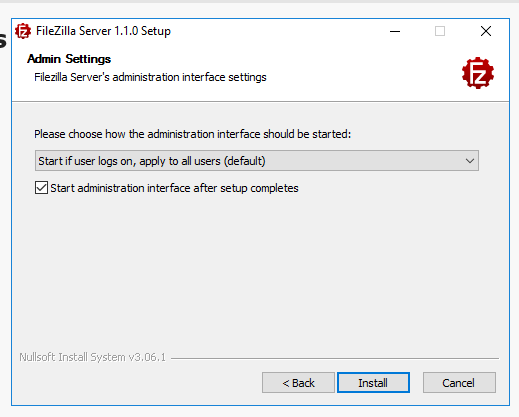 s
FileZilla Server 1.1.0 Setup
Admin Settings
Filezilla Server's administration interface settings
Fz
Please choose how the administration interface should be started:
Start if user logs on, apply to all users (default)
Start administration interface after setup completes
Nullsoft Install System v3.06.1
< Back
Install
Cancel